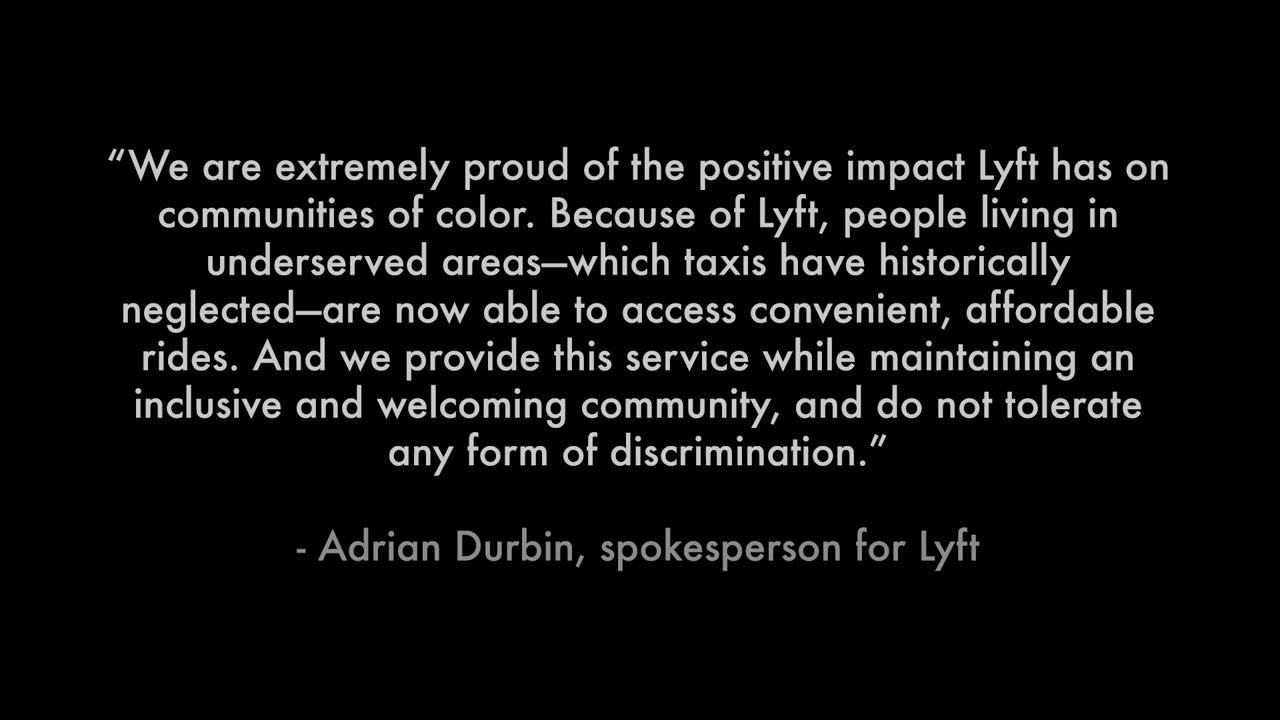 “We are extremely proud of the positive impact Lyft has on
communities of color. Because of Lyft, people living in
underserved areas—which taxis have historically
neglected—are now able to access convenient, affordable
rides. And we provide this service while maintaining an
inclusive and welcoming community, and do not tolerate
any form of discrimination.”
- Adrian Durbin, spokesperson for Lyft